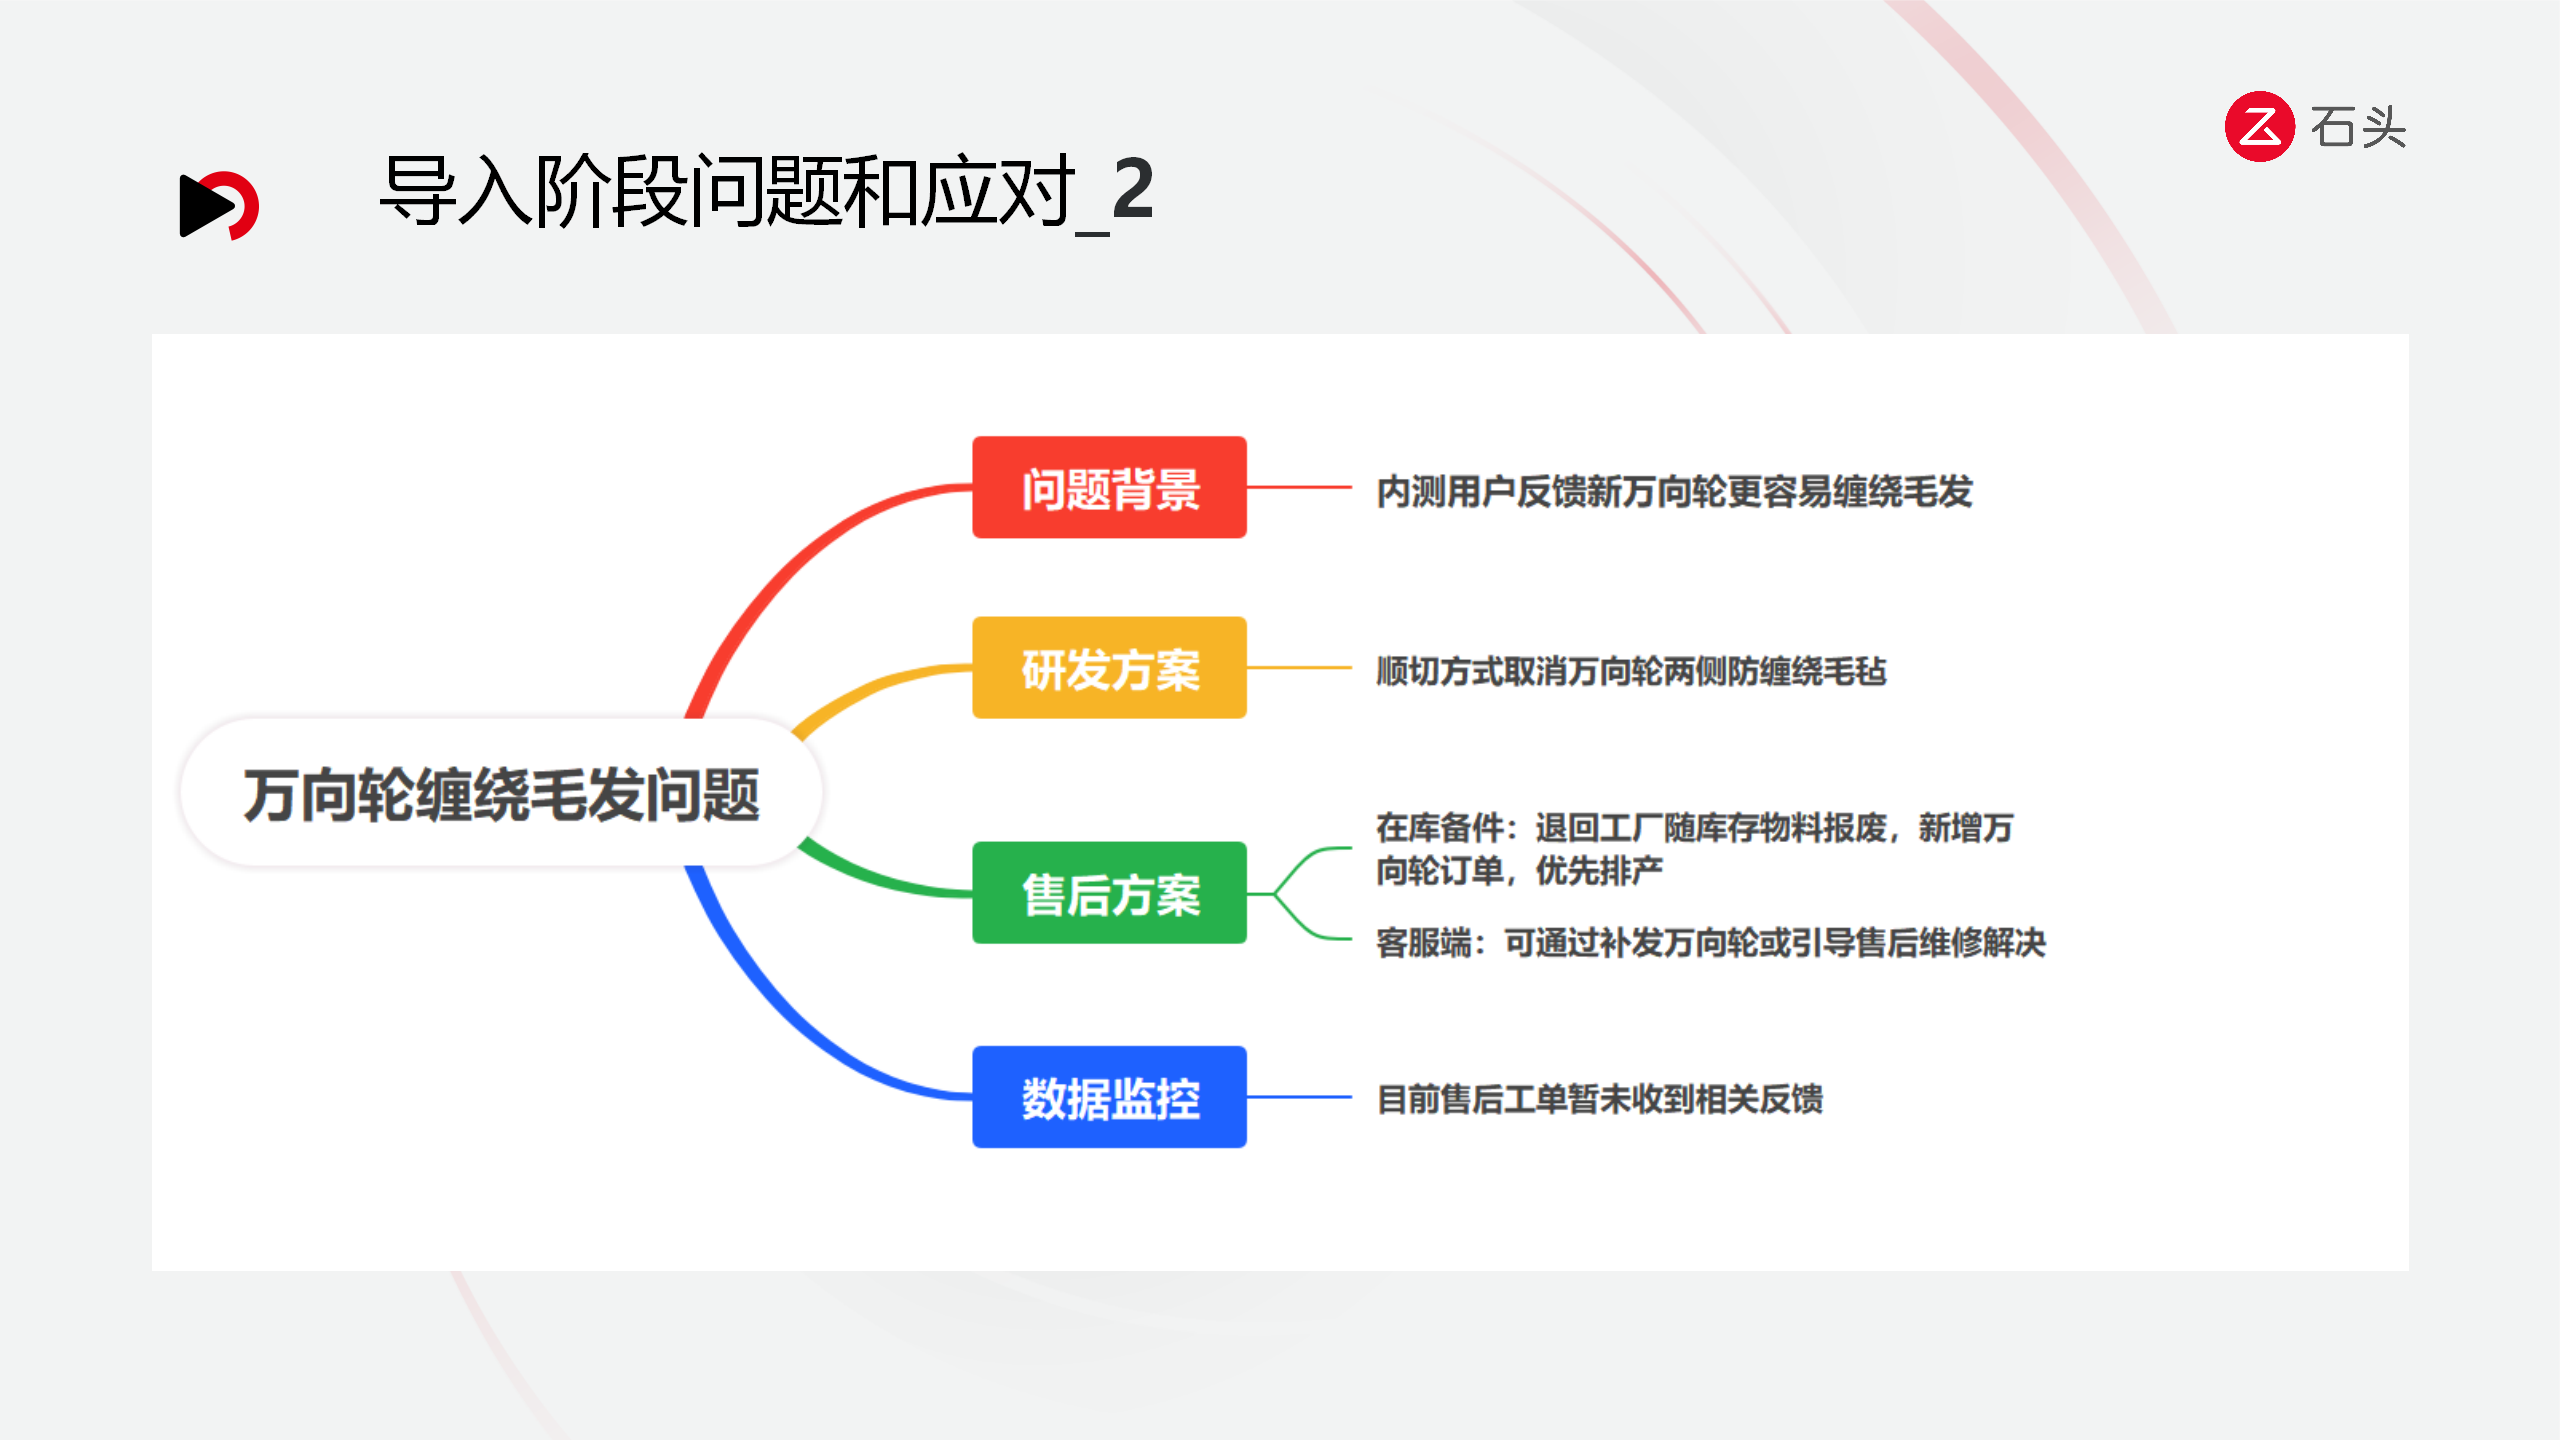 石头
导入阶段问题和应对_2
问题背景
内测用户反馈新万向轮更容易缠绕毛发
研发方案
顺切方式取消万向轮两侧防缠绕毛毡
万向轮缠绕毛发问题
售后方案
在库备件：退回工厂随库存物料报废，新增万
向轮订单，优先排产
客服端：可通过补发万向轮或引导售后维修解决
数据监控
目前售后工单暂未收到相关反馈